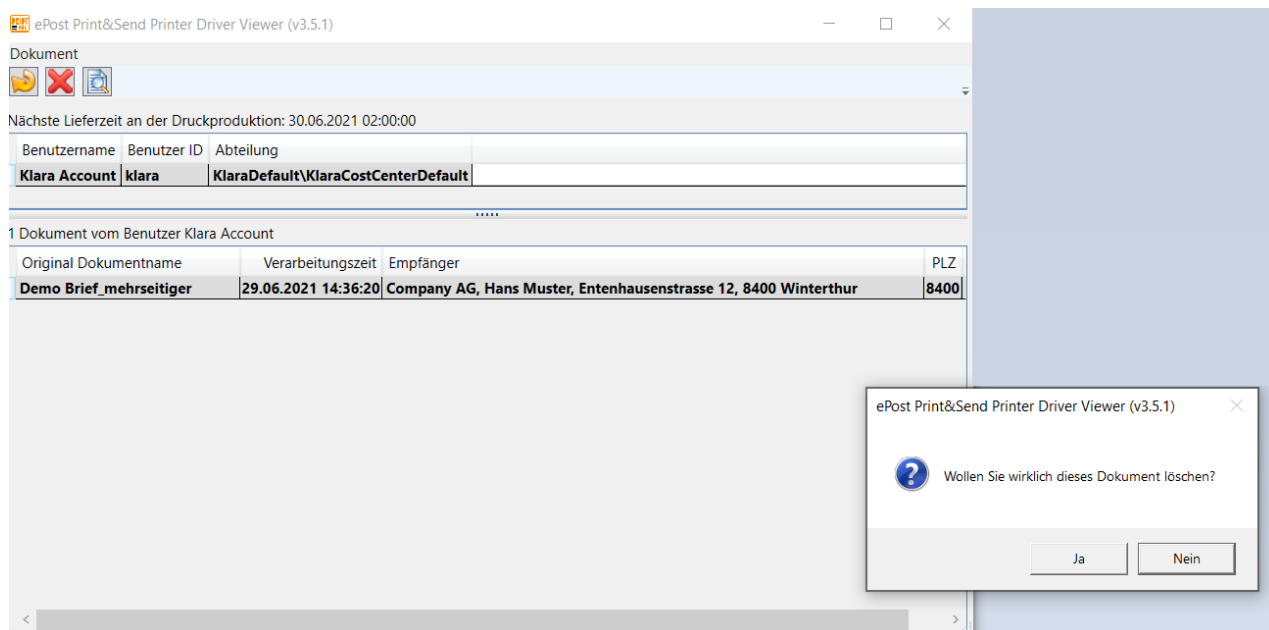 ePost Print&Send Printer Driver Viewer (v3.5.1)
Dokument
Nächste Lieferzeit an der Druckproduktion: 30.06.2021 02:00:00
Benutzername Benutzer ID Abteilung
Klara Account klara KlaraDefault\KlaraCostCenterDefault
1 Dokument vom Benutzer Klara Account
Original Dokumentname Verarbeitungszeit Empfänger PLZ
Demo Brief_mehrseitiger 29.06.2021 14:36:20 Company AG, Hans Muster, Entenhausenstrasse 12, 8400 Winterthur 8400
ePost Print&Send Printer Driver Viewer (v3.5.1)
Wollen Sie wirklich dieses Dokument löschen?
Ja Nein